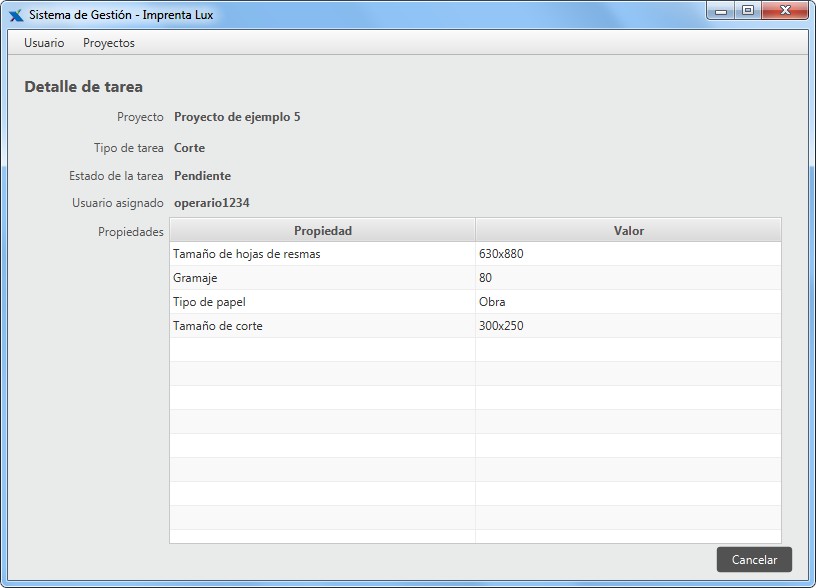 Sistema de Gestión - Imprenta Lux
Usuario Proyectos
Detalle de tarea
Proyecto Proyecto de ejemplo 5
Tipo de tarea Corte
Estado de la tarea Pendiente
Usuario asignado operario1234
Propiedades Propiedad Valor
Tamaño de hojas de resmas 630x880
Gramaje 80
Tipo de papel Obra
Tamaño de corte 300x250
Cancelar